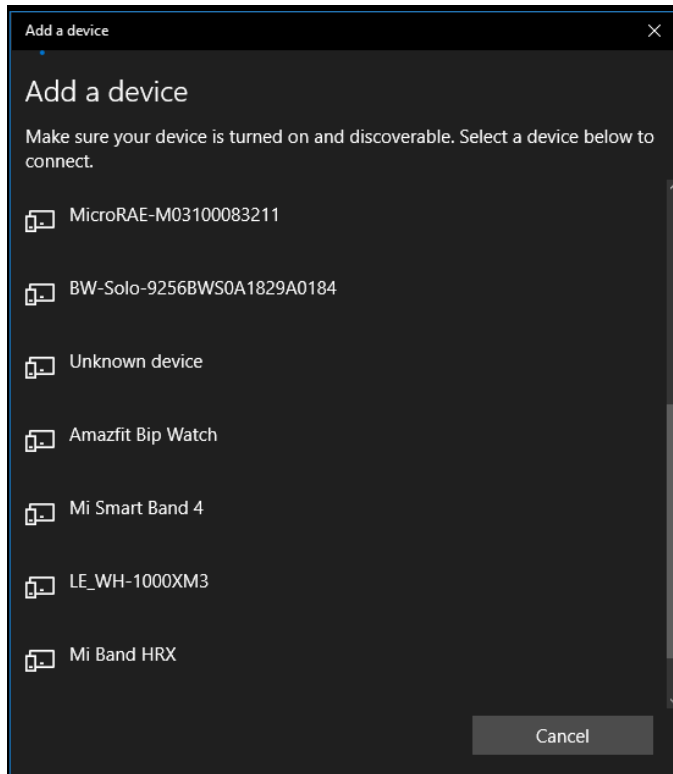 Add a device
Add a device
Make sure your device is turned on and discoverable. Select a device below to
connect.
MicroRAE-M03100083211
BW-Solo-9256BWS0A1829A0184
Unknown device
Amazfit Bip Watch
Mi Smart Band 4
LE_WH-1000XM3
Mi Band HRX
Cancel